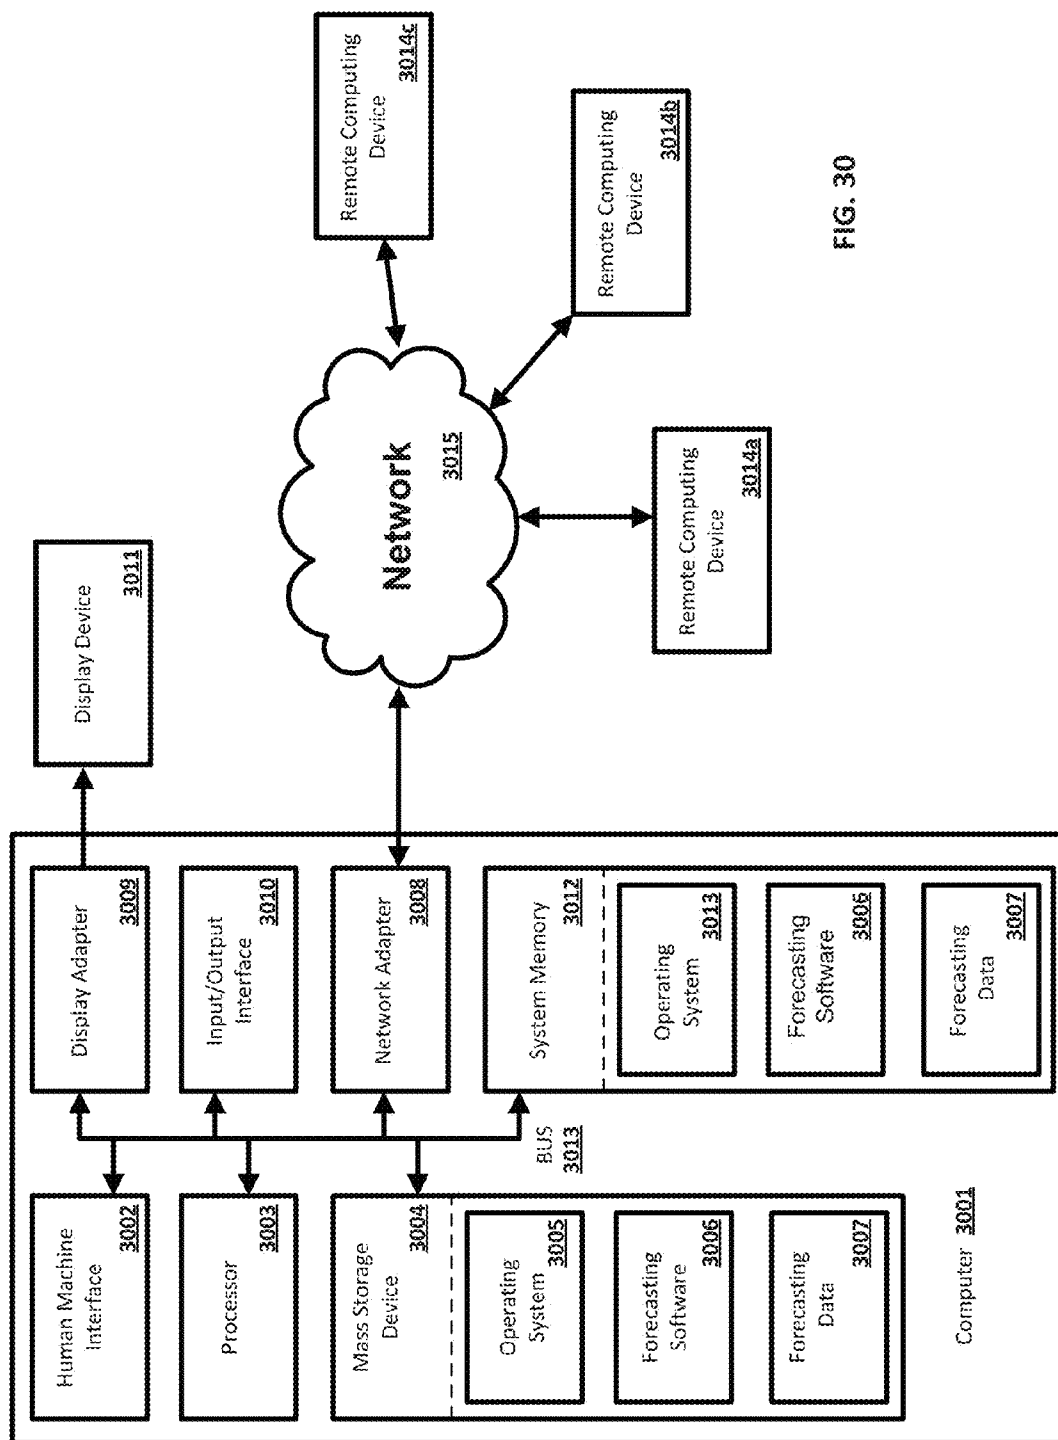 Human Machine
Interface
3002
Processor
3003
Mass Storage
Device
3004
Operating
System
3005
Forecasting
Software
3006
Forecasting
Data
3007
Computer 3001
BUS
3013
Display Adapter
3009
Input/Output
Interface
3010
Network Adapter
3008
System Memory
3012
Operating
System
3013
Forecasting
Software
3006
Forecasting
Data
3007
Display Device
3011
Network
3015
Remote Computing
Device
3014a
Remote Computing
Device
3014b
Remote Computing
Device
3014c
FIG. 30